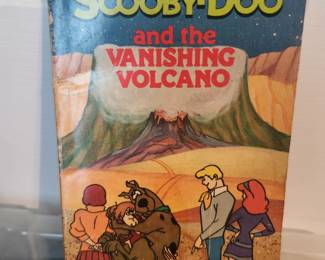 SCOOBY-DOO
and the
VANISHING
VOLCANO